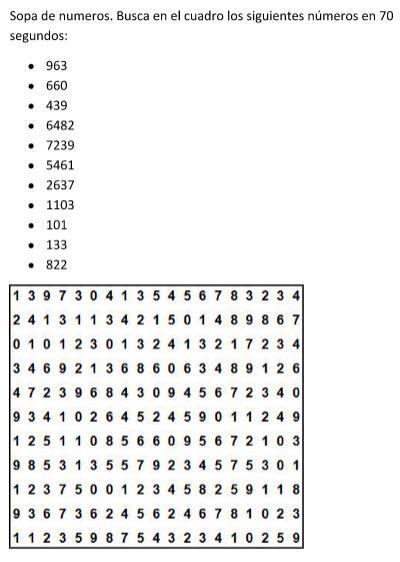 Sopa de numeros. Busca en el cuadro los siguientes números en 70
segundos:
• 963
• 660
• 439
• 6482
• 7239
• 5461
• 2637
• 1103
• 101
• 133
• 822
1 3 9 7 3 0 4 1 3 5 4 5 6 7 8 3 2 3 4
2 4 1 3 1 1 3 4 2 1 5 0 1 4 8 9 8 6 7
0 1 0 1 2 3 0 1 3 2 4 1 3 2 1 7 2 3 4
3 4 6 9 2 1 3 6 8 6 0 6 3 4 8 9 1 2 6
4 7 2 3 9 6 8 4 3 0 9 4 5 6 7 2 3 4 0
9 3 4 1 0 2 6 4 5 2 4 5 9 0 1 1 2 4 9
1 2 5 1 1 0 8 5 6 6 0 9 5 6 7 2 1 0 3
9 8 5 3 1 3 5 5 7 9 2 3 4 5 7 5 3 0 1
1 2 3 7 5 0 0 1 2 3 4 5 8 2 5 9 1 1 8
9 3 6 7 3 6 2 4 5 6 2 4 6 7 8 1 0 2 3
1 1 2 3 5 9 8 7 5 4 3 2 3 4 1 0 2 5 9